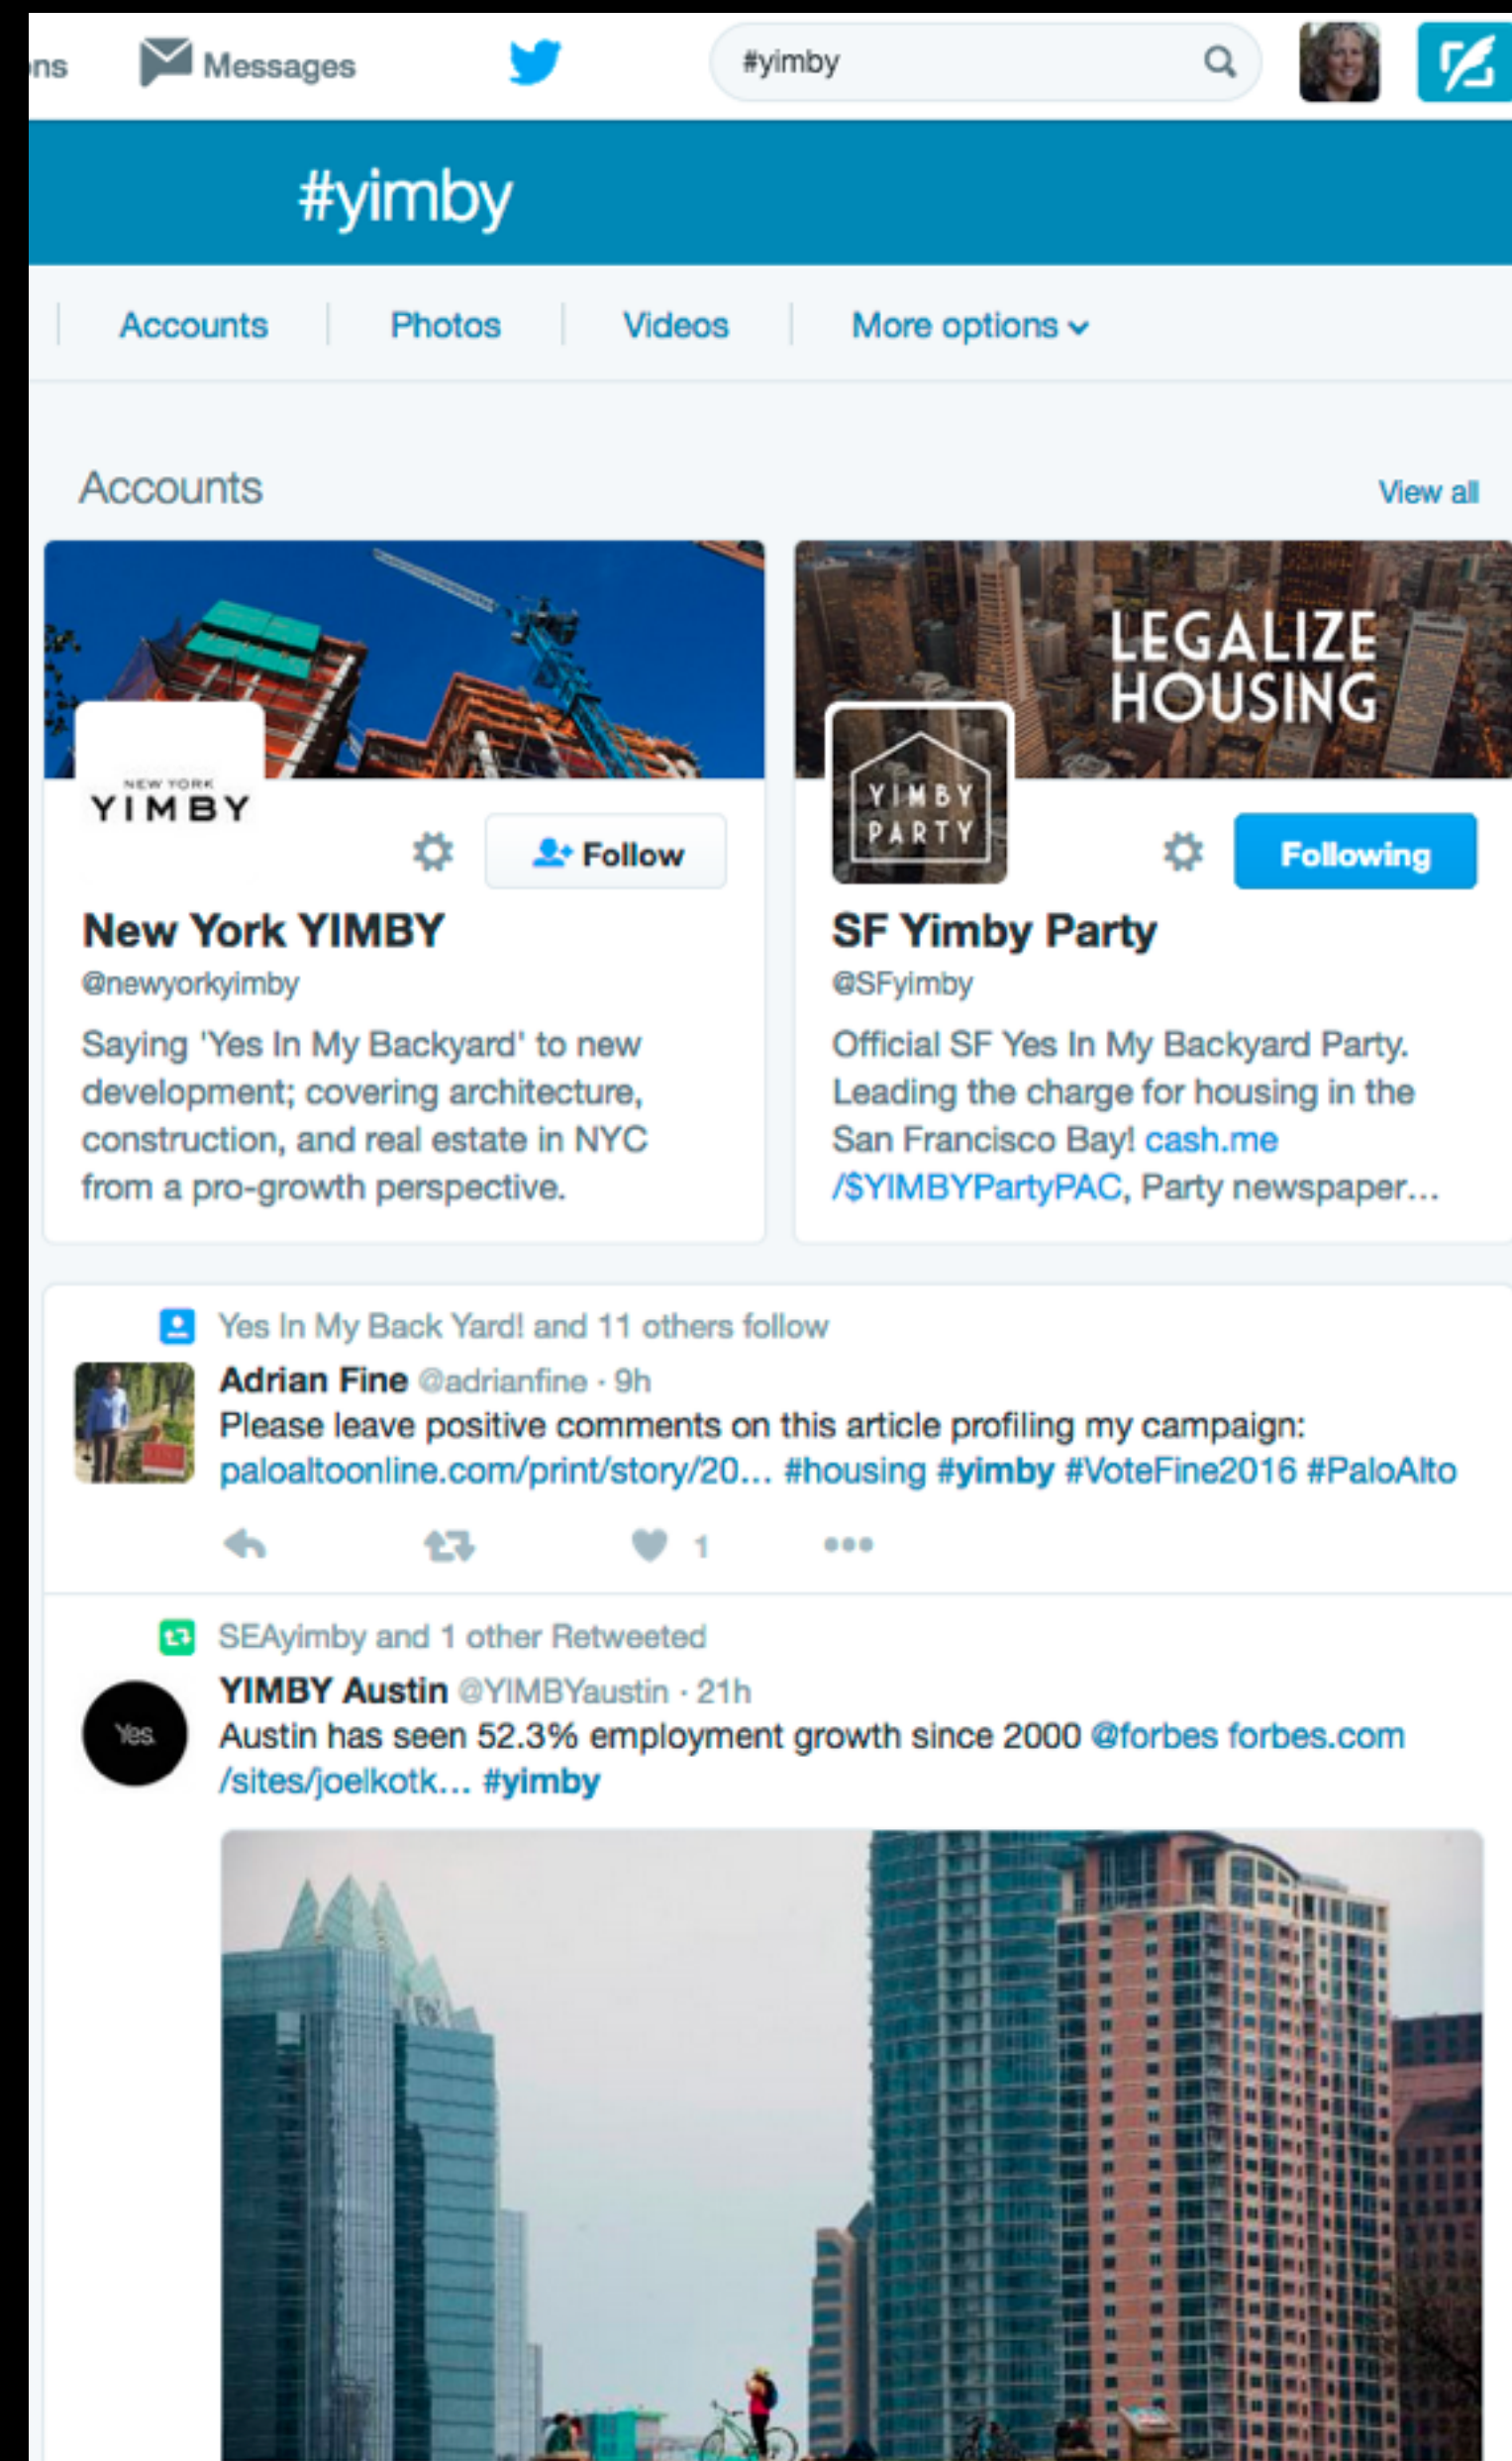 ns
Messages
#yimby
#yimby
Accounts
Photos
Videos
More options
Accounts
View all
NEW YORK
YIMBY
Follow
New York YIMBY
@newyorkyimby
Saying 'Yes In My Backyard' to new
development; covering architecture,
construction, and real estate in NYC
from a pro-growth perspective.
LEGALIZE
HOUSING
YIMBY
PARTY
Following
SF Yimby Party
@SFyimby
Official SF Yes In My Backyard Party.
Leading the charge for housing in the
San Francisco Bay! cash.me
/$YIMBYPartyPAC, Party newspaper...
Yes In My Back Yard! and 11 others follow
Adrian Fine @adrianfine · 9h
Please leave positive comments on this article profiling my campaign:
paloaltoonline.com/print/story/20... #housing #yimby #VoteFine2016 #PaloAlto
1
SEAyimby and 1 other Retweeted
Yes.
YIMBY Austin @YIMBYaustin · 21h
Austin has seen 52.3% employment growth since 2000 @forbes forbes.com
/sites/joelkotk... #yimby